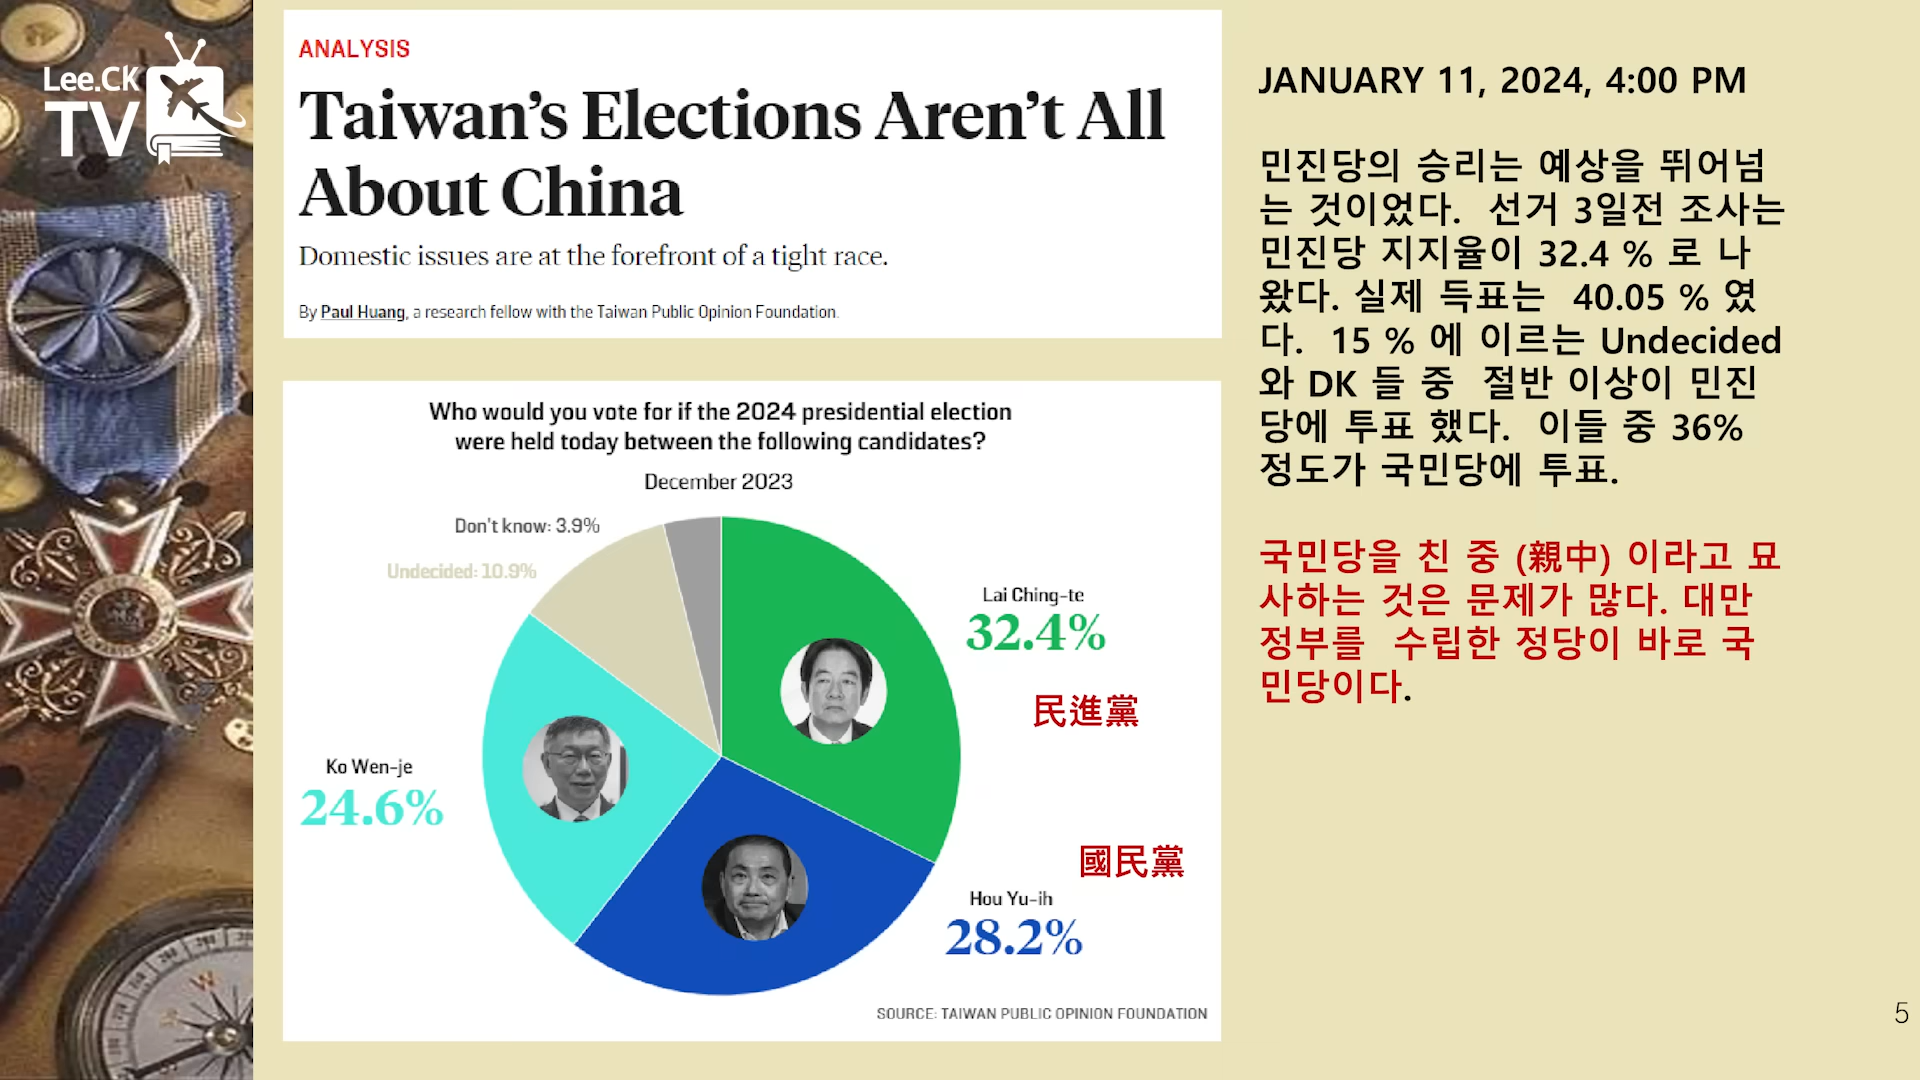 Lee.CK
TV
ANALYSIS
Taiwan's Elections Aren't All
About China
Domestic issues are at the forefront of a tight race.
By Paul Huang, a research fellow with the Taiwan Public Opinion Foundation.
Who would you vote for if the 2024 presidential election
were held today between the following candidates?
December 2023
Don't know: 3.9%
Undecided: 10.9%
Lai Ching-te
32.4%
民進黨
Ko Wen-je
24.6%
國民黨
Hou Yu-ih
28.2%
SOURCE: TAIWAN PUBLIC OPINION FOUNDATION
JANUARY 11, 2024, 4:00 PM
민진당의 승리는 예상을 뛰어넘
는 것이었다. 선거 3일전 조사는
민진당 지지율이 32.4 % 로 나
왔다. 실제 득표는 40.05 % 였
다. 15 % 에 이르는 Undecided
와 DK 들 중 절반 이상이 민진
당에 투표 했다. 이들 중 36%
정도가 국민당에 투표.
국민당을 친 중 (親中) 이라고 묘
사하는 것은 문제가 많다. 대만
정부를 수립한 정당이 바로 국
민당이다.
5